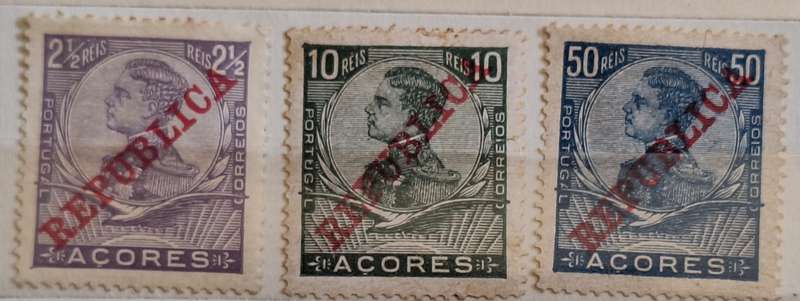 2½ REIS REIS 2½
PORTUGAL
CORREIOS
REPUBLICA
AÇORES
10 REIS REIS 10
PORTUGAL
CORREIOS
REPUBLICA
AÇORES
50 REIS REIS 50
PORTUGAL
CORREIOS
REPUBLICA
AÇORES